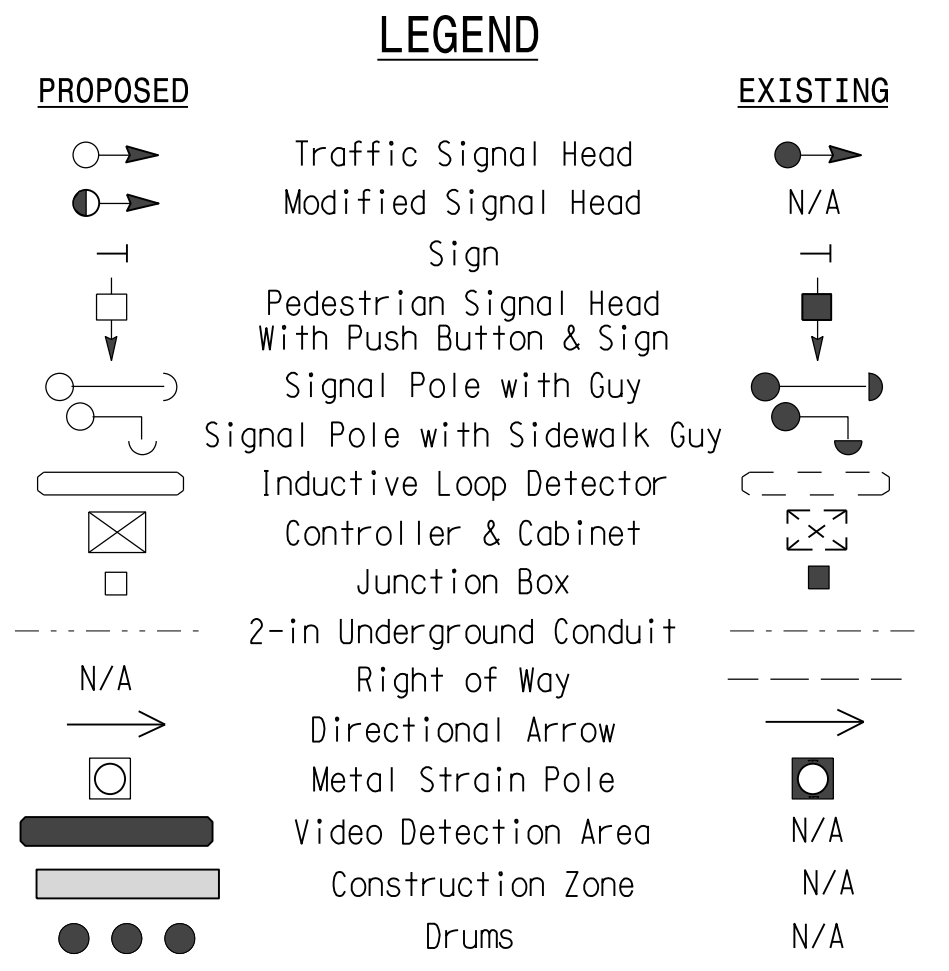 LEGEND
PROPOSED EXISTING
Traffic Signal Head
Modified Signal Head N/A
Sign
Pedestrian Signal Head
With Push Button & Sign
Signal Pole with Guy
Signal Pole with Sidewalk Guy
Inductive Loop Detector
Controller & Cabinet
Junction Box
2-in Underground Conduit
N/A Right of Way
Directional Arrow
Metal Strain Pole
Video Detection Area N/A
Construction Zone N/A
Drums N/A